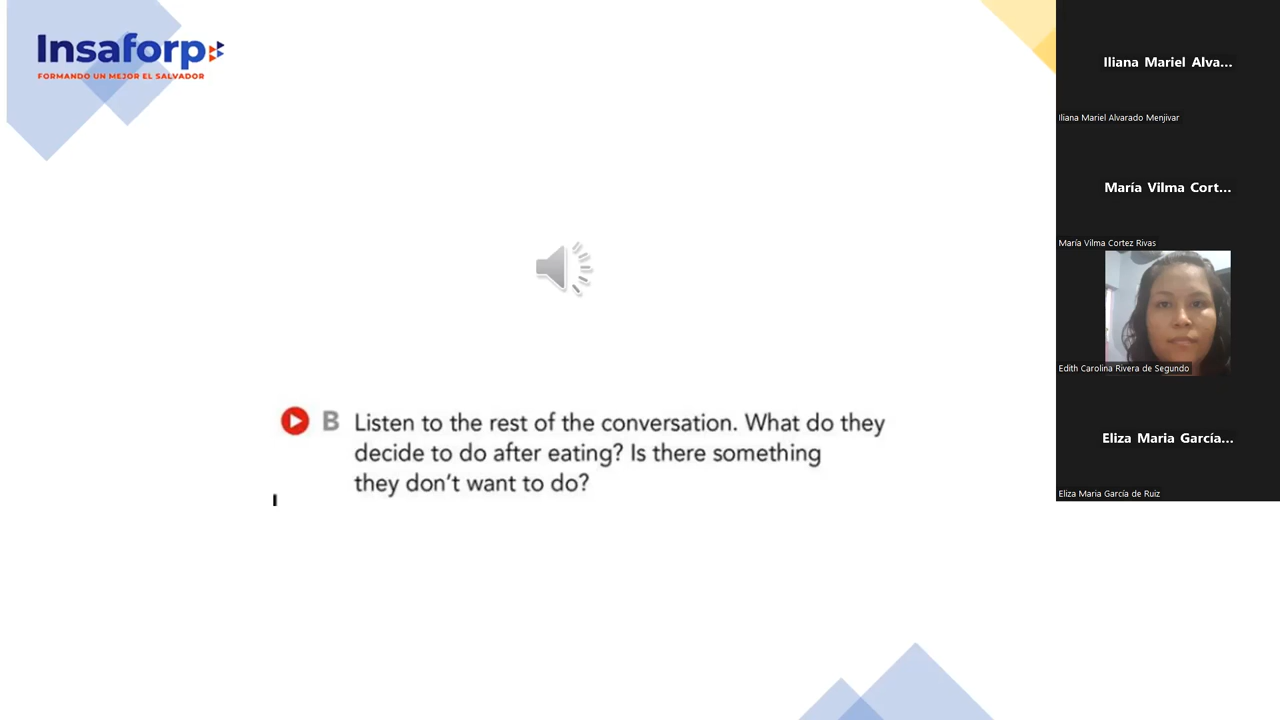 Insaforp
FORMANDO UN MEJOR EL SALVADOR
B Listen to the rest of the conversation. What do they
decide to do after eating? Is there something
they don't want to do?
Iliana Mariel Alva...
Iliana Mariel Alvarado Menjivar
María Vilma Cort...
María Vilma Cortez Rivas
Edith Carolina Rivera de Segundo
Eliza Maria García...
Eliza Maria García de Ruiz